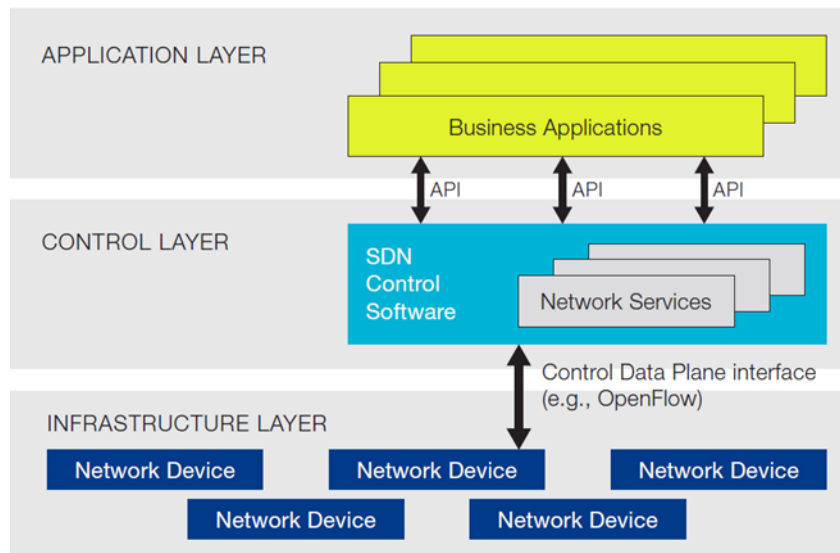 APPLICATION LAYER
Business Applications
API
API
API
CONTROL LAYER
SDN
Control
Software
Network Services
Control Data Plane interface
(e.g., OpenFlow)
INFRASTRUCTURE LAYER
Network Device
Network Device
Network Device
Network Device
Network Device